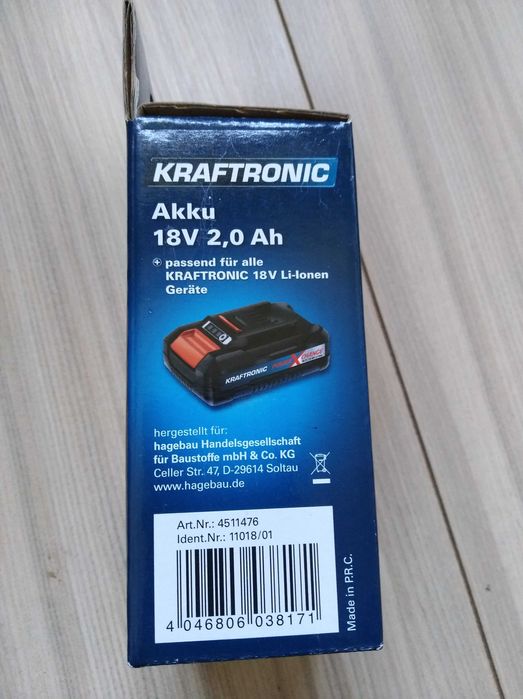 KRAFTRONIC
Akku
18V 2,0 Ah
passend für alle
KRAFTRONIC 18V Li-Ionen
Geräte
KRAFTRONIC POWER X CHANGE
hergestellt für:
hagebau Handelsgesellschaft
für Baustoffe mbH & Co. KG
Celler Str. 47, D-29614 Soltau
www.hagebau.de
Art.Nr.: 4511476
Ident.Nr.: 11018/01
4 046806 038171
Made in P.R.C.